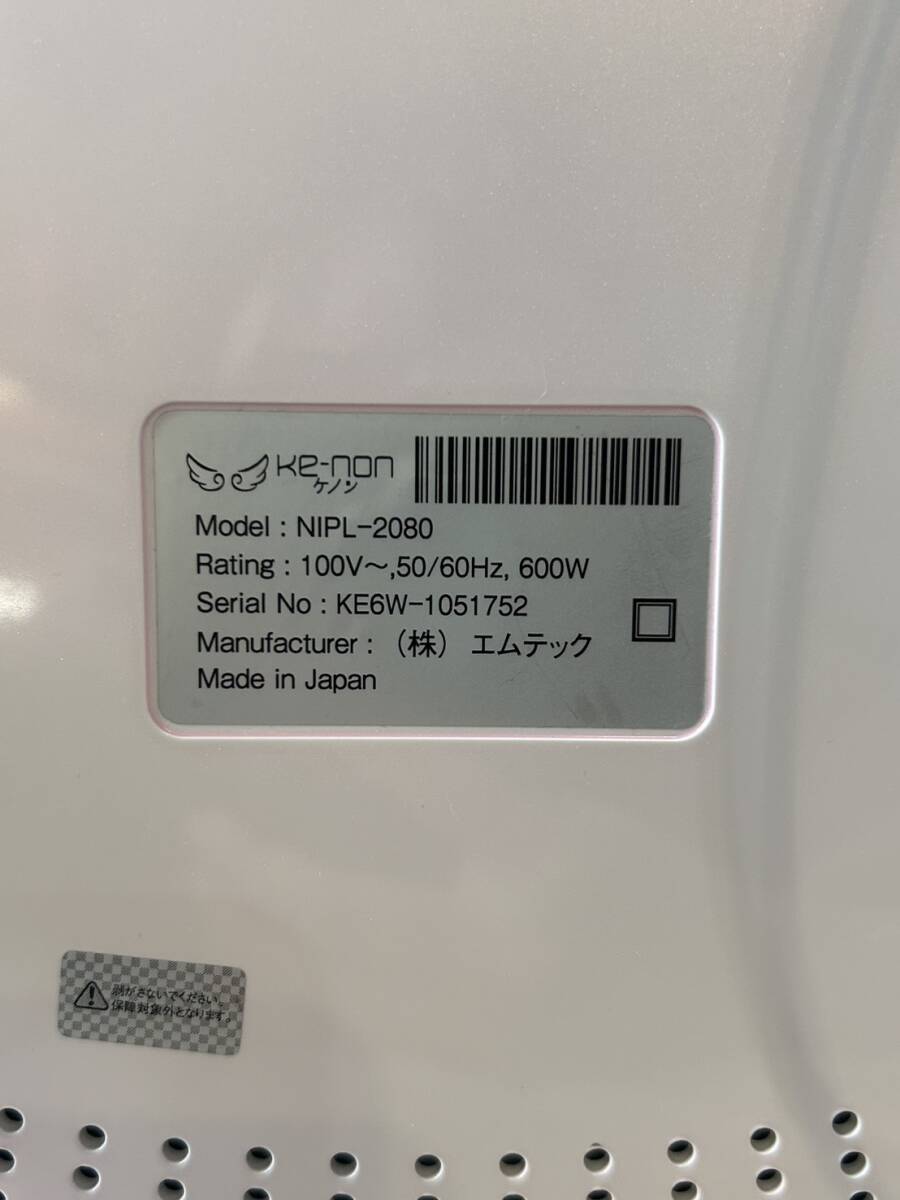 Ke-non
ケノン
Model : NIPL-2080
Rating : 100V～,50/60Hz, 600W
Serial No : KE6W-1051752
Manufacturer : （株） エムテック
Made in Japan
剥がさないでください。
保障対象外となります。